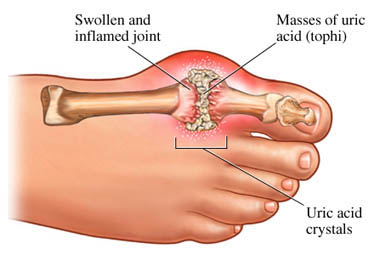 Swollen and
inflamed joint
Masses of uric
acid (tophi)
Uric acid
crystals